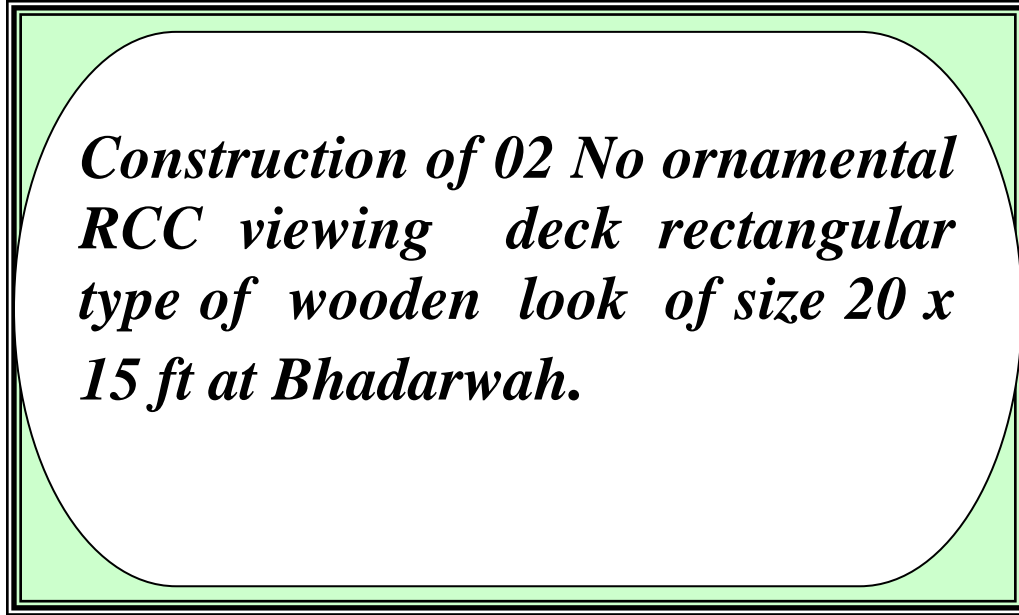 Construction of 02 No ornamental
RCC viewing deck rectangular
type of wooden look of size 20 x
15 ft at Bhadarwah.